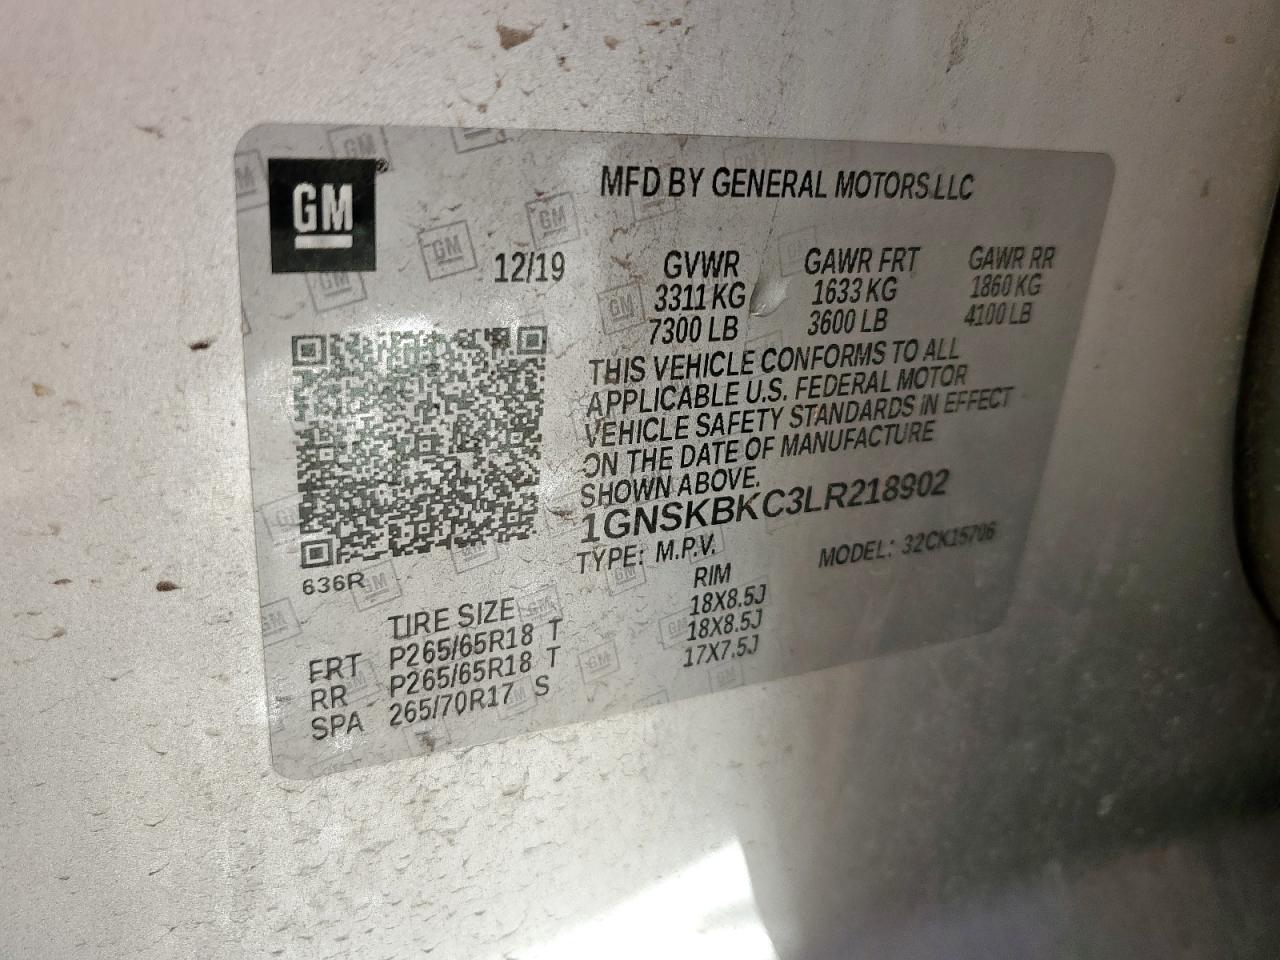 GM
MFD BY GENERAL MOTORS LLC
12/19
GVWR GAWR FRT GAWR RR
3311 KG 1633 KG 1860 KG
7300 LB 3600 LB 4100 LB
THIS VEHICLE CONFORMS TO ALL
APPLICABLE U.S. FEDERAL MOTOR
VEHICLE SAFETY STANDARDS IN EFFECT
ON THE DATE OF MANUFACTURE
SHOWN ABOVE.
1GNSKBKC3LR218902
TYPE: M.P.V. MODEL: 32CK15706
636R
TIRE SIZE RIM
FRT P265/65R18 T 18X8.5J
RR P265/65R18 T 18X8.5J
SPA 265/70R17 S 17X7.5J